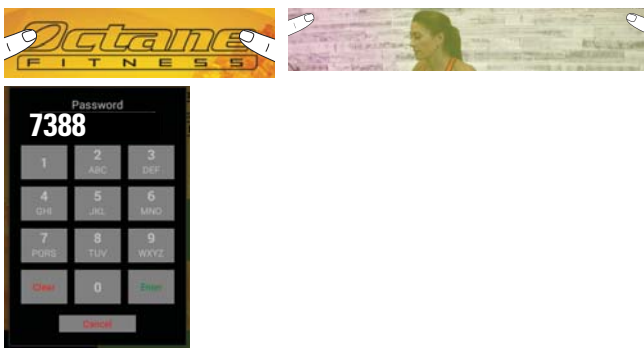 Octane
FITNESS
Password
7388
1
2
ABC
3
DEF
4
GHI
5
JKL
6
MNO
7
PQRS
8
TUV
9
WXYZ
Clear
0
Enter
Cancel